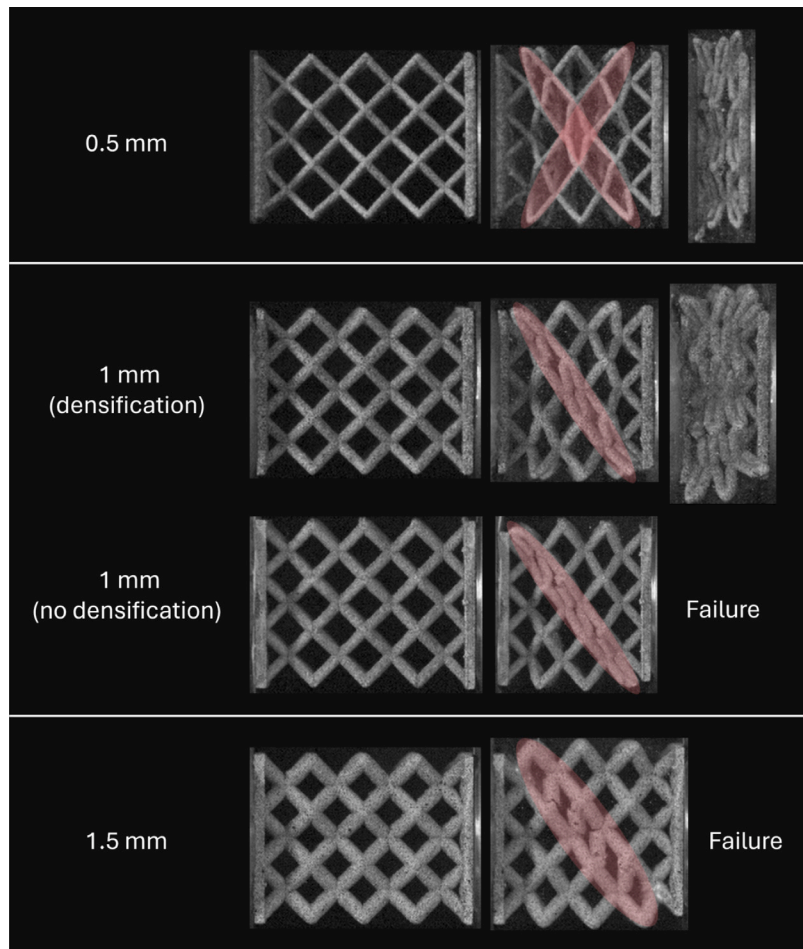 0.5 mm
1 mm
(densification)
1 mm
(no densification)
Failure
1.5 mm
Failure